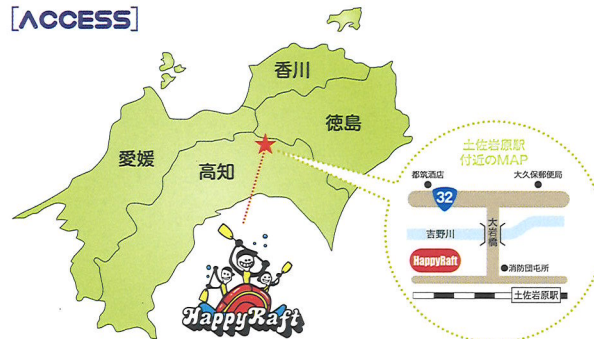 [ACCESS]
香川
徳島
愛媛
高知
HappyRaft
土佐岩原駅
付近のMAP
都筑酒店
大久保郵便局
32
吉野川
大岩橋
HappyRaft
消防団屯所
土佐岩原駅